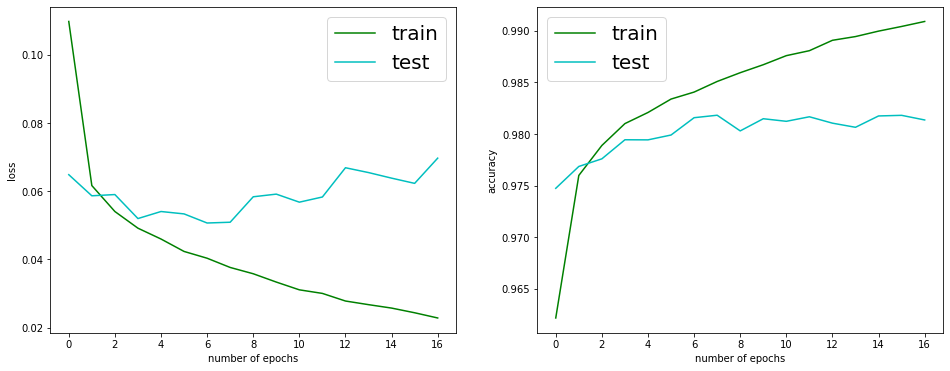 train
test
loss
0.10
0.08
0.06
0.04
0.02
0 2 4 6 8 10 12 14 16
number of epochs
train
test
accuracy
0.990
0.985
0.980
0.975
0.970
0.965
0 2 4 6 8 10 12 14 16
number of epochs